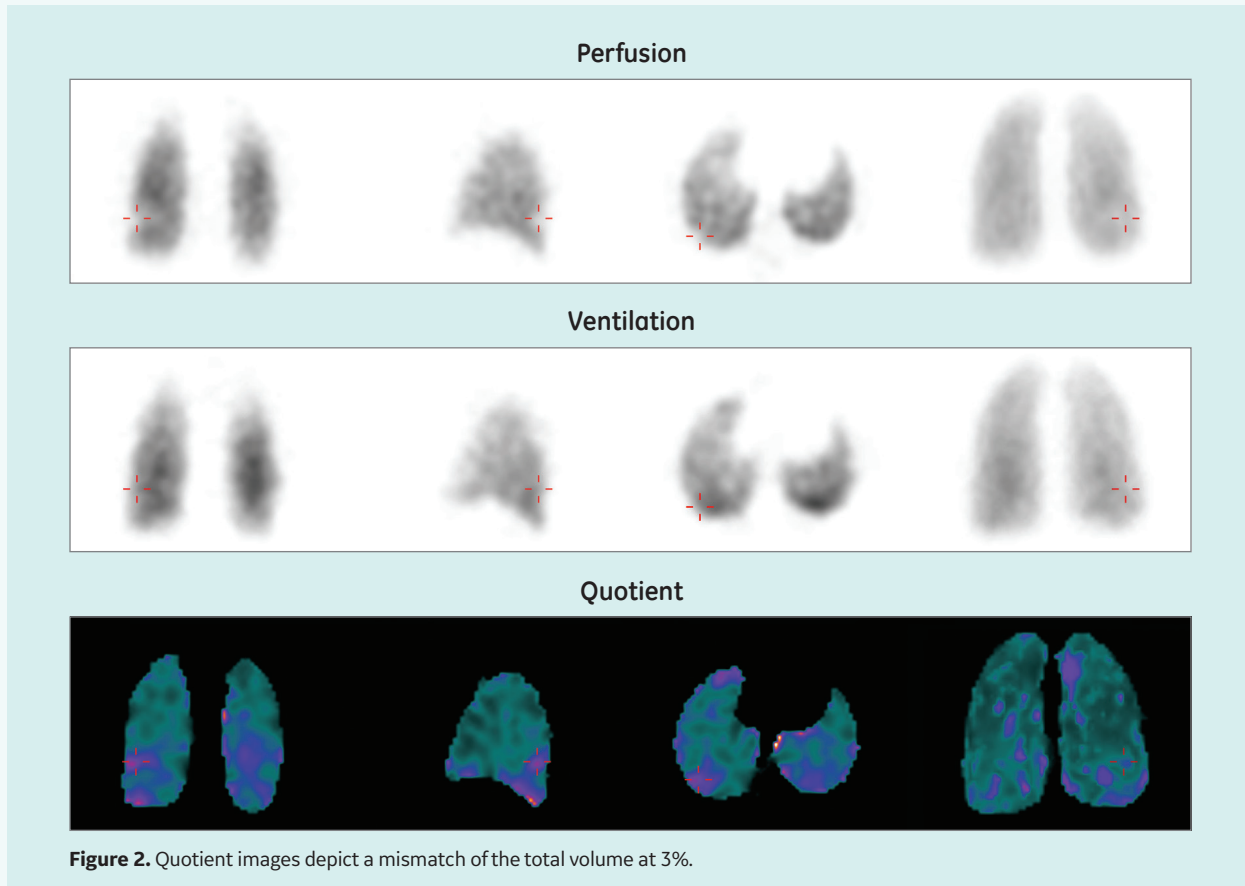 Perfusion
Ventilation
Quotient
Figure 2. Quotient images depict a mismatch of the total volume at 3%.